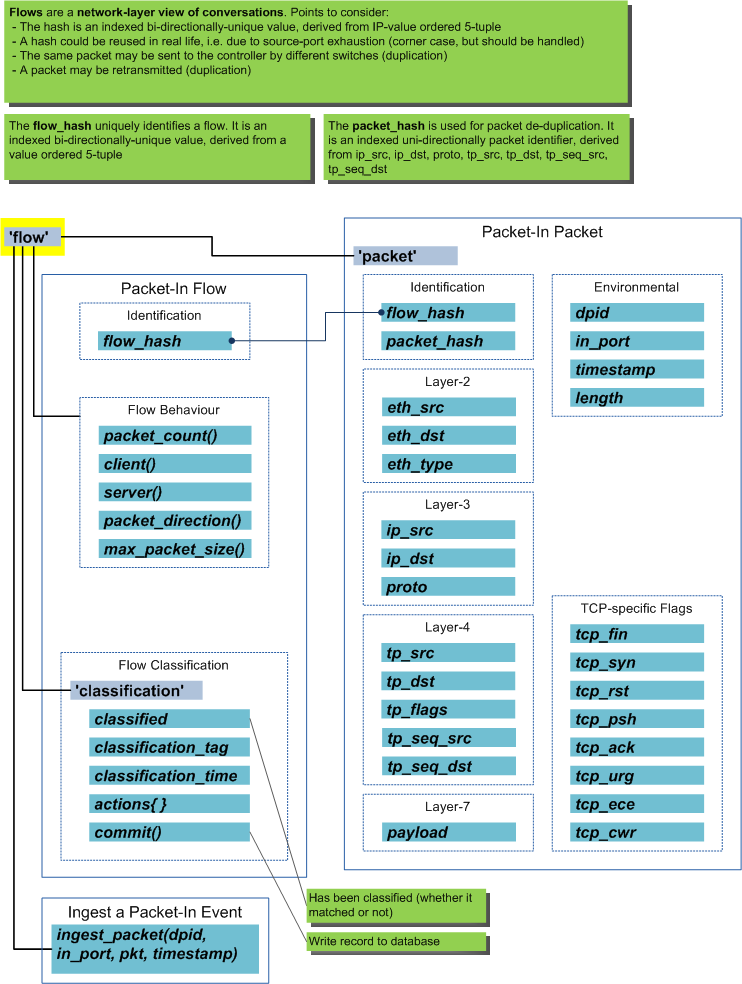 Flows are a network-layer view of conversations. Points to consider:
- The hash is an indexed bi-directionally-unique value, derived from IP-value ordered 5-tuple
- A hash could be reused in real life, i.e. due to source-port exhaustion (corner case, but should be handled)
- The same packet may be sent to the controller by different switches (duplication)
- A packet may be retransmitted (duplication)
The flow_hash uniquely identifies a flow. It is an
indexed bi-directionally-unique value, derived from a
value ordered 5-tuple
The packet_hash is used for packet de-duplication. It
is an indexed uni-directionally packet identifier, derived
from ip_src, ip_dst, proto, tp_src, tp_dst, tp_seq_src,
tp_seq_dst
'flow'
Packet-In Flow
Identification
flow_hash
Flow Behaviour
packet_count()
client()
server()
packet_direction()
max_packet_size()
Flow Classification
'classification'
classified
classification_tag
classification_time
actions{ }
commit()
Ingest a Packet-In Event
ingest_packet(dpid,
in_port, pkt, timestamp)
Packet-In Packet
'packet'
Identification
flow_hash
packet_hash
Layer-2
eth_src
eth_dst
eth_type
Layer-3
ip_src
ip_dst
proto
Layer-4
tp_src
tp_dst
tp_flags
tp_seq_src
tp_seq_dst
Layer-7
payload
Environmental
dpid
in_port
timestamp
length
TCP-specific Flags
tcp_fin
tcp_syn
tcp_rst
tcp_psh
tcp_ack
tcp_urg
tcp_ece
tcp_cwr
Has been classified (whether it
matched or not)
Write record to database